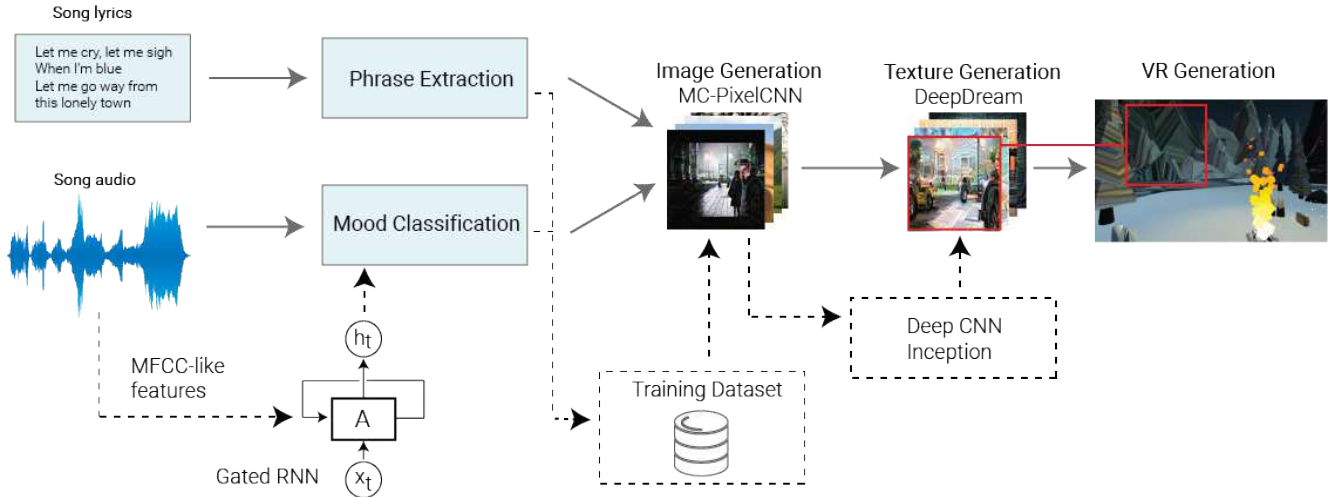 Song lyrics
Let me cry, let me sigh
When I'm blue
Let me go way from
this lonely town
Phrase Extraction
Image Generation
MC-PixelCNN
Texture Generation
DeepDream
VR Generation
Song audio
Mood Classification
MFCC-like
features
ht
A
xt
Gated RNN
Training Dataset
Deep CNN
Inception